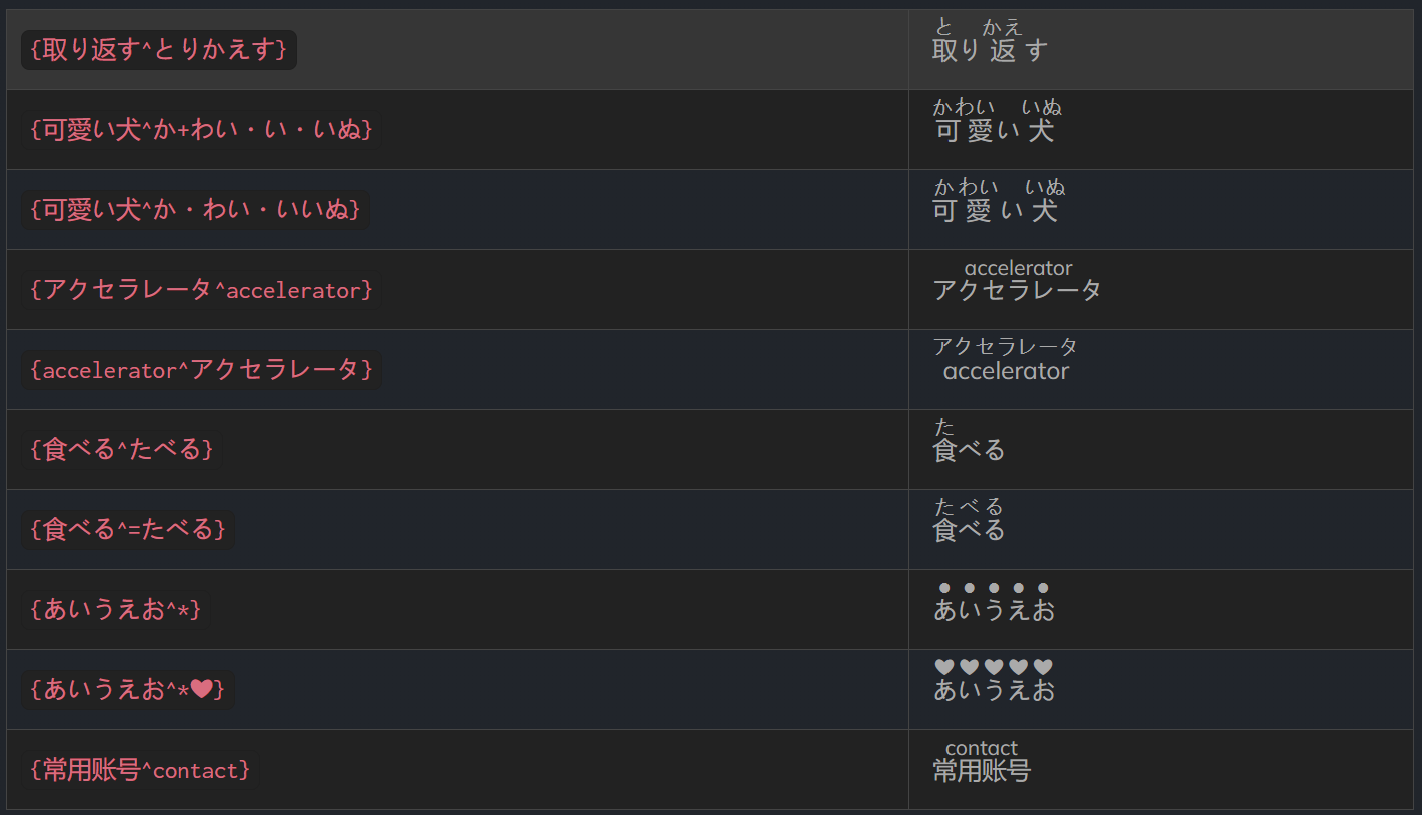 {取り返す^とりかえす}
と かえ
取り返す
{可愛い犬^か+わい・い・いぬ}
かわい いぬ
可愛い犬
{可愛い犬^か・わい・いいぬ}
か わい いぬ
可愛い犬
{アクセラレータ^accelerator}
accelerator
アクセラレータ
{accelerator^アクセラレータ}
アクセラレータ
accelerator
{食べる^たべる}
た
食べる
{食べる^=たべる}
たべる
食べる
{あいうえお^*}
●●●●●
あいうえお
{あいうえお^*❤}
❤❤❤❤❤
あいうえお
{常用账号^contact}
contact
常用账号